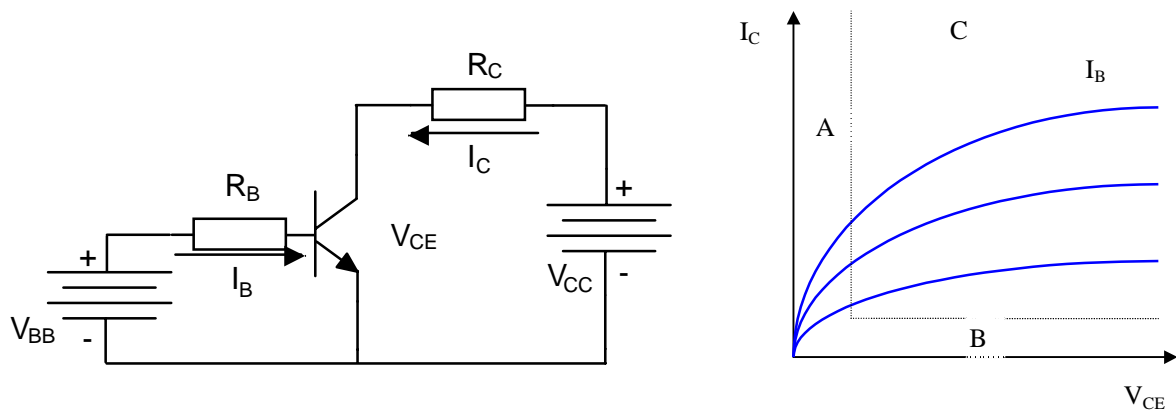 R_C
I_C
R_B
+
+
V_CE
I_B
V_CC
-
V_BB
-
I_C
C
I_B
A
B
V_CE